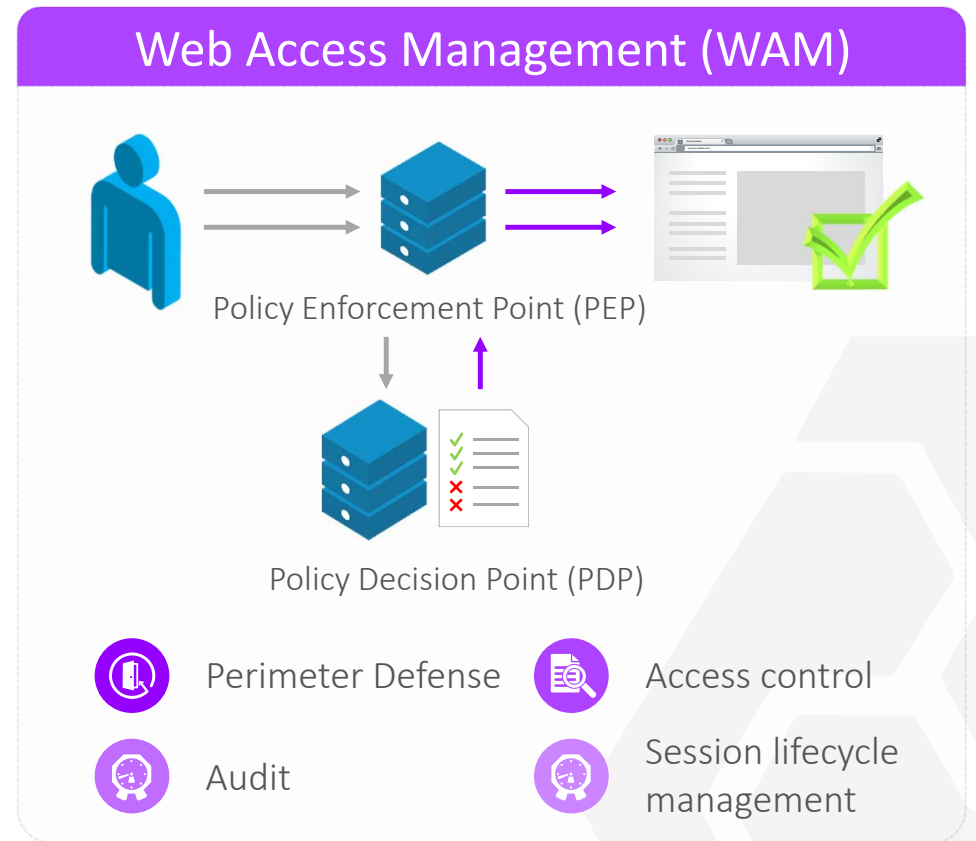 Web Access Management (WAM)
Policy Enforcement Point (PEP)
Policy Decision Point (PDP)
Perimeter Defense
Access control
Audit
Session lifecycle
management